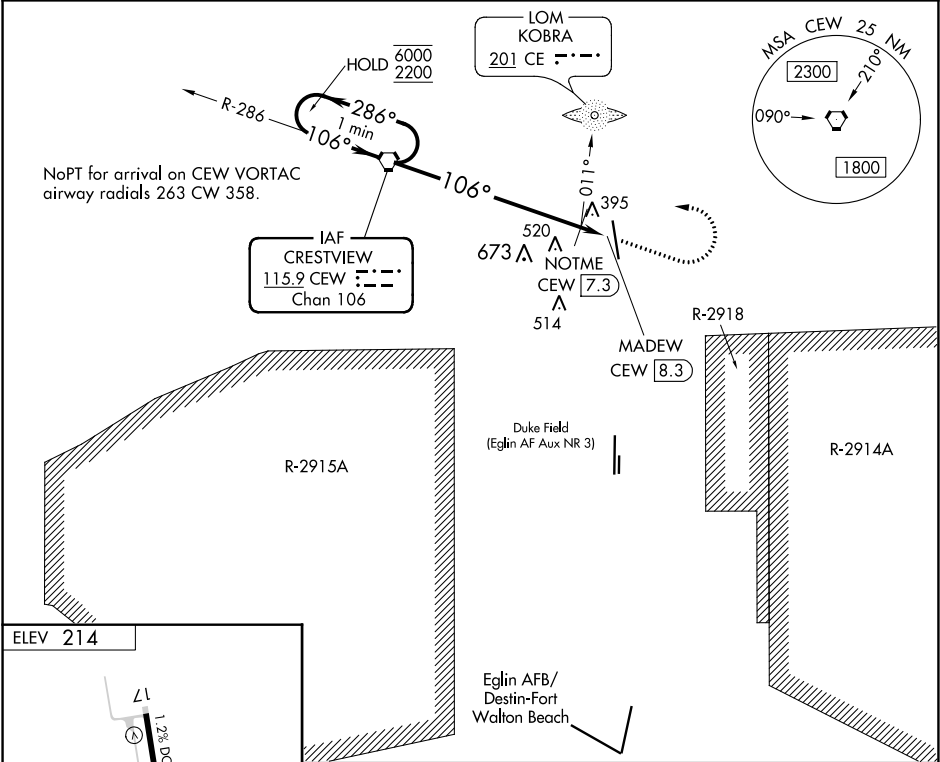 LOM
KOBRA
201 CE
MSA CEW 25 NM
2300
210°
090°
1800
HOLD 6000
2200
R-286
286°
1 min
106°
106°
011°
NoPT for arrival on CEW VORTAC
airway radials 263 CW 358.
IAF
CRESTVIEW
115.9 CEW
Chan 106
395
520
673
NOTME
CEW 7.3
514
MADEW
CEW 8.3
R-2918
Duke Field
(Eglin AF Aux NR 3)
R-2915A
R-2914A
ELEV 214
17
1.2% DO
V
Eglin AFB/
Destin-Fort
Walton Beach